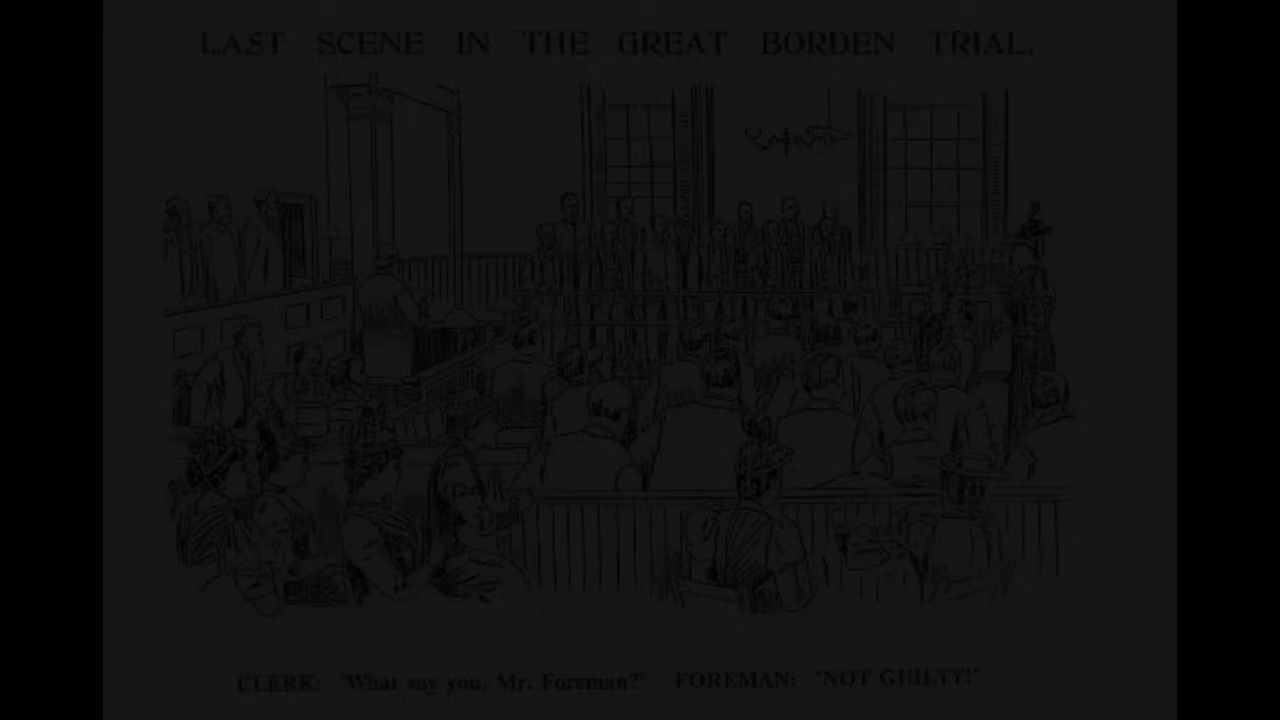 LAST SCENE IN THE GREAT BORDEN TRIAL.
CLERK: "What say you, Mr. Foreman?" FOREMAN: "NOT GUILTY!"